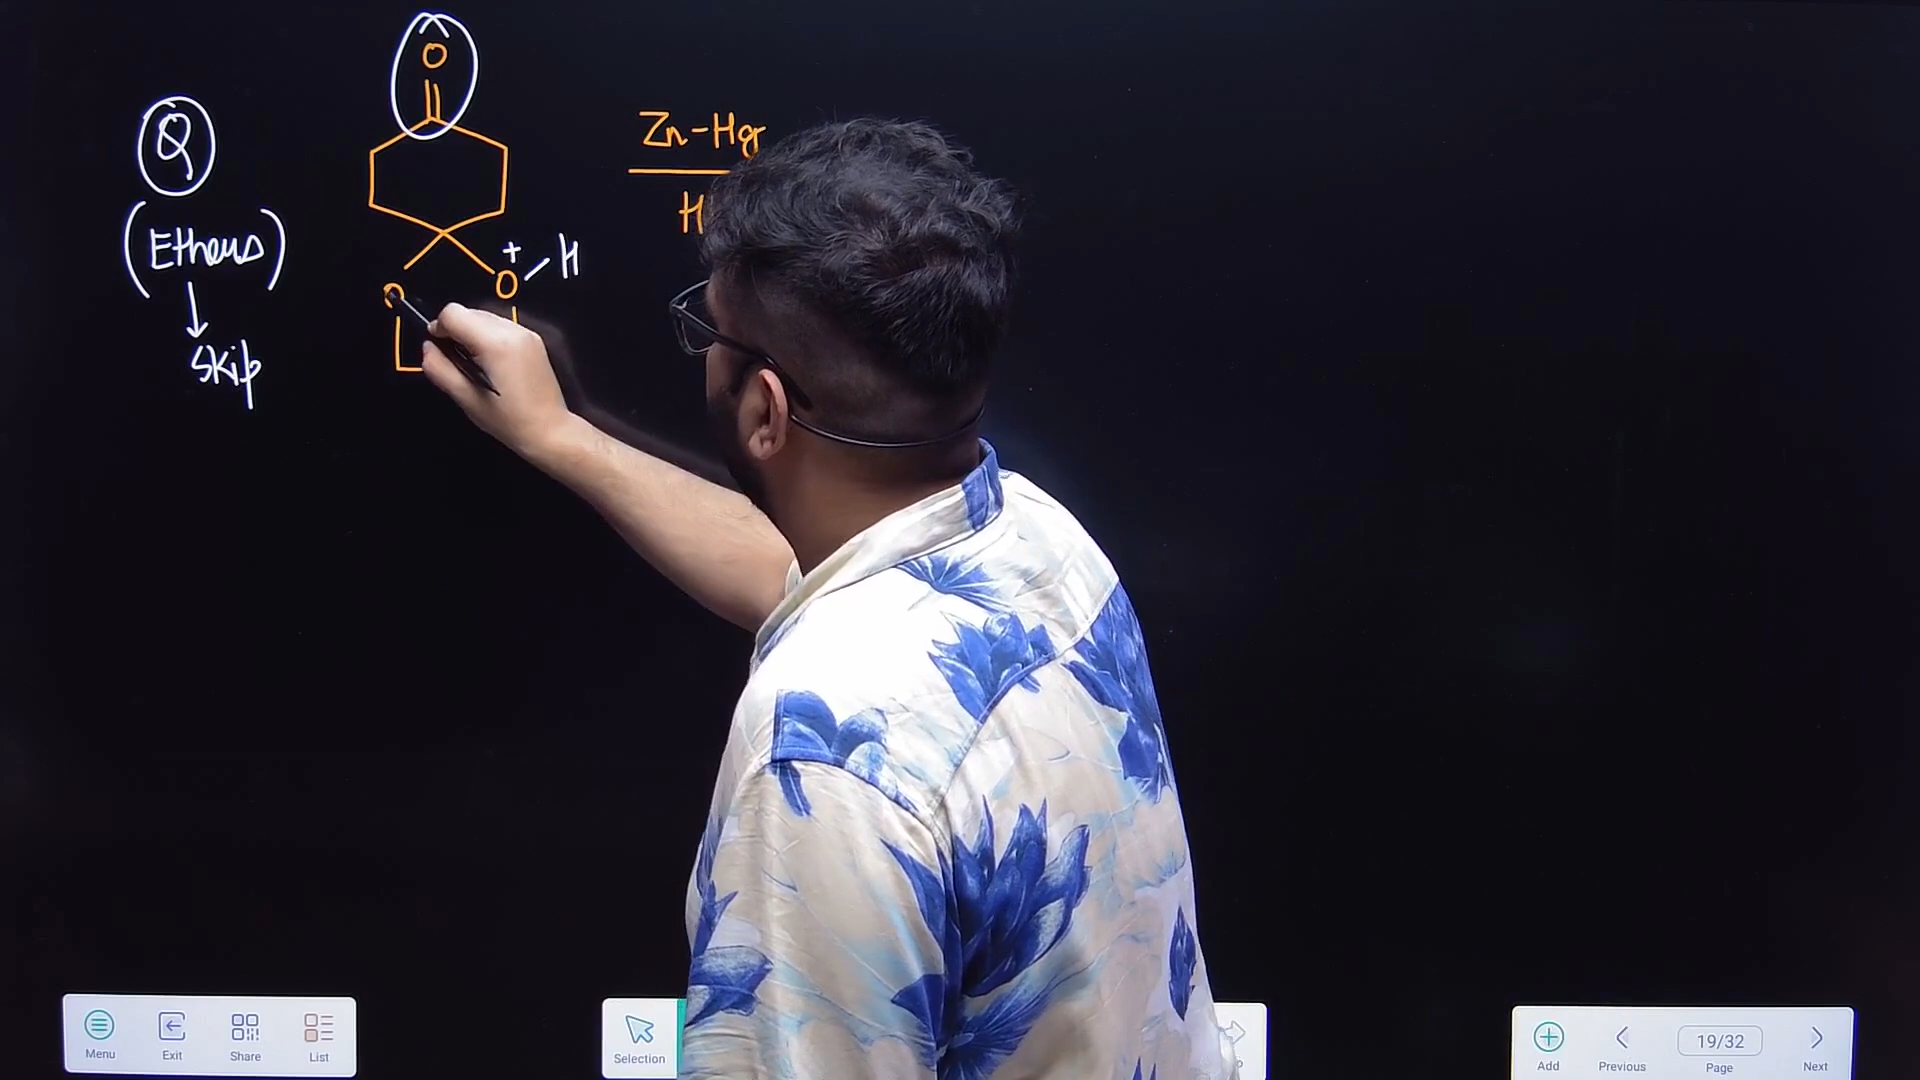 O
Q
Zn-Hg
H
(Ethers)
+
O
O
H
Skip
Menu
Exit
Share
List
Selection
Add
Previous
19/32
Page
Next